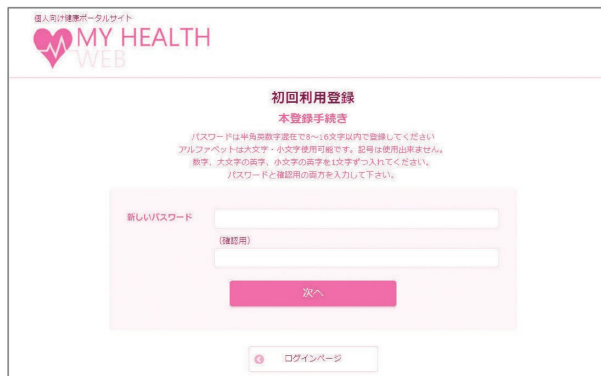 個人向け健康ポータルサイト
MY HEALTH
WEB
初回利用登録
本登録手続き
パスワードは半角英数字混在で8~16文字以内で登録してください
アルファベットは大文字・小文字使用可能です。記号は使用出来ません。
数字、大文字の英字、小文字の英字を1文字ずつ入れてください。
パスワードと確認用の両方を入力して下さい。
新しいパスワード
(確認用)
次へ
ログインページ